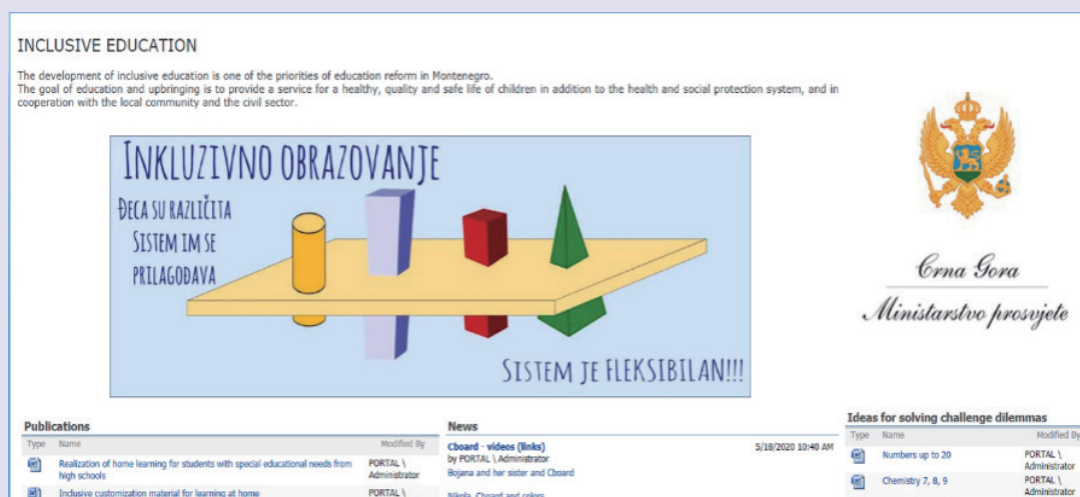 INCLUSIVE EDUCATION
The development of inclusive education is one of the priorities of education reform in Montenegro.
The goal of education and upbringing is to provide a service for a healthy, quality and safe life of children in addition to the health and social protection system, and in
cooperation with the local community and the civil sector.
INKLUZIVNO OBRAZOVANJE
ĐECA SU RAZLIČITA
SISTEM IM SE
PRILAGOĐAVA
SISTEM JE FLEKSIBILAN!!!
Crna Gora
Ministarstvo prosvjete
Publications
Type Name Modified By
Realization of home learning for students with special educational needs from
high schools
PORTAL \
Administrator
Inclusive customization material for learning at home
PORTAL \
News
Cboard - videos (links)
5/18/2020 10:40 AM
by PORTAL \ Administrator
Bojana and her sister and Cboard
Nikola, Cboard and colors
Ideas for solving challenge dilemmas
Type Name Modified By
Numbers up to 20
PORTAL \
Administrator
Chemistry 7, 8, 9
PORTAL \
Administrator